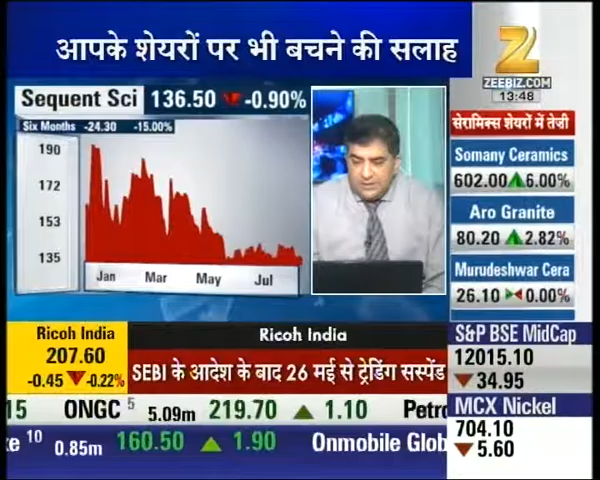 आपके शेयरों पर भी बचने की सलाह
Z
ZEEBIZ.COM
13:48
Sequent Sci 136.50 -0.90%
Six Months -24.30 -15.00%
190
172
153
135
Jan Mar May Jul
सेरामिक्स शेयरों में तेजी
Somany Ceramics
602.00 6.00%
Aro Granite
80.20 2.82%
Murudeshwar Cera
26.10 0.00%
Ricoh India
207.60
-0.45 -0.22%
Ricoh India
SEBI के आदेश के बाद 26 मई से ट्रेडिंग सस्पेंड
S&P BSE MidCap
12015.10
34.95
MCX Nickel
704.10
5.60
15 ONGC 5 5.09m 219.70 1.10 Petro
e 10 0.85m 160.50 1.90 Onmobile Glob